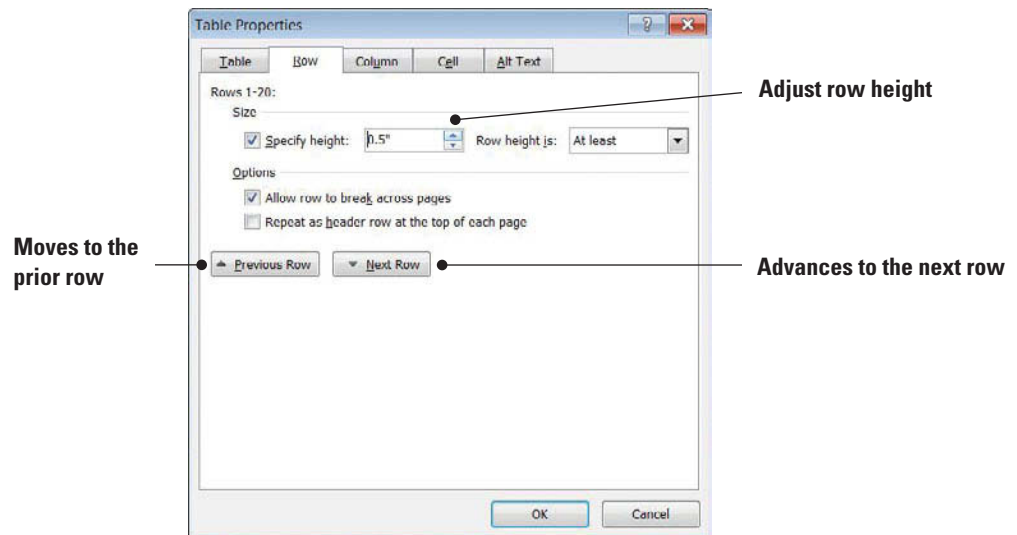 Table Properties
Table Row Column Cell Alt Text
Rows 1-20:
Size
Specify height: 0.5" Row height is: At least
Adjust row height
Options
Allow row to break across pages
Repeat as header row at the top of each page
Moves to the
prior row
Previous Row Next Row
Advances to the next row
OK Cancel